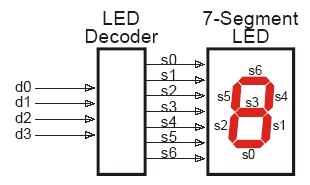 LED
Decoder
7-Segment
LED
d0
d1
d2
d3
s0
s1
s2
s3
s4
s5
s6
s6
s5
s4
s3
s2
s1
s0